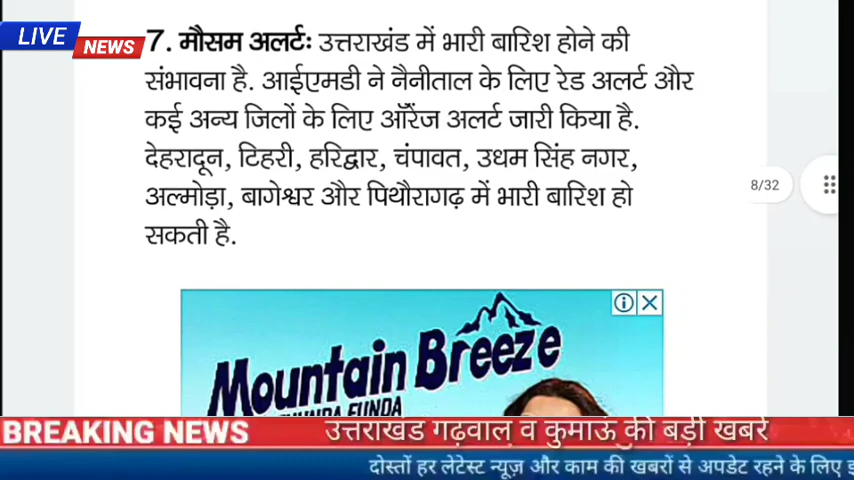 LIVE
NEWS
7. मौसम अलर्टः उत्तराखंड में भारी बारिश होने की
संभावना है. आईएमडी ने नैनीताल के लिए रेड अलर्ट और
कई अन्य जिलों के लिए ऑरेंज अलर्ट जारी किया है.
देहरादून, टिहरी, हरिद्वार, चंपावत, उधम सिंह नगर,
अल्मोड़ा, बागेश्वर और पिथौरागढ़ में भारी बारिश हो
सकती है.
8/32
Mountain Breeze
FUNDA
BREAKING NEWS
उत्तराखंड गढ़वाल व कुमाऊं की बड़ी खबरें
दोस्तों हर लेटेस्ट न्यूज़ और काम की खबरों से अपडेट रहने के लिए